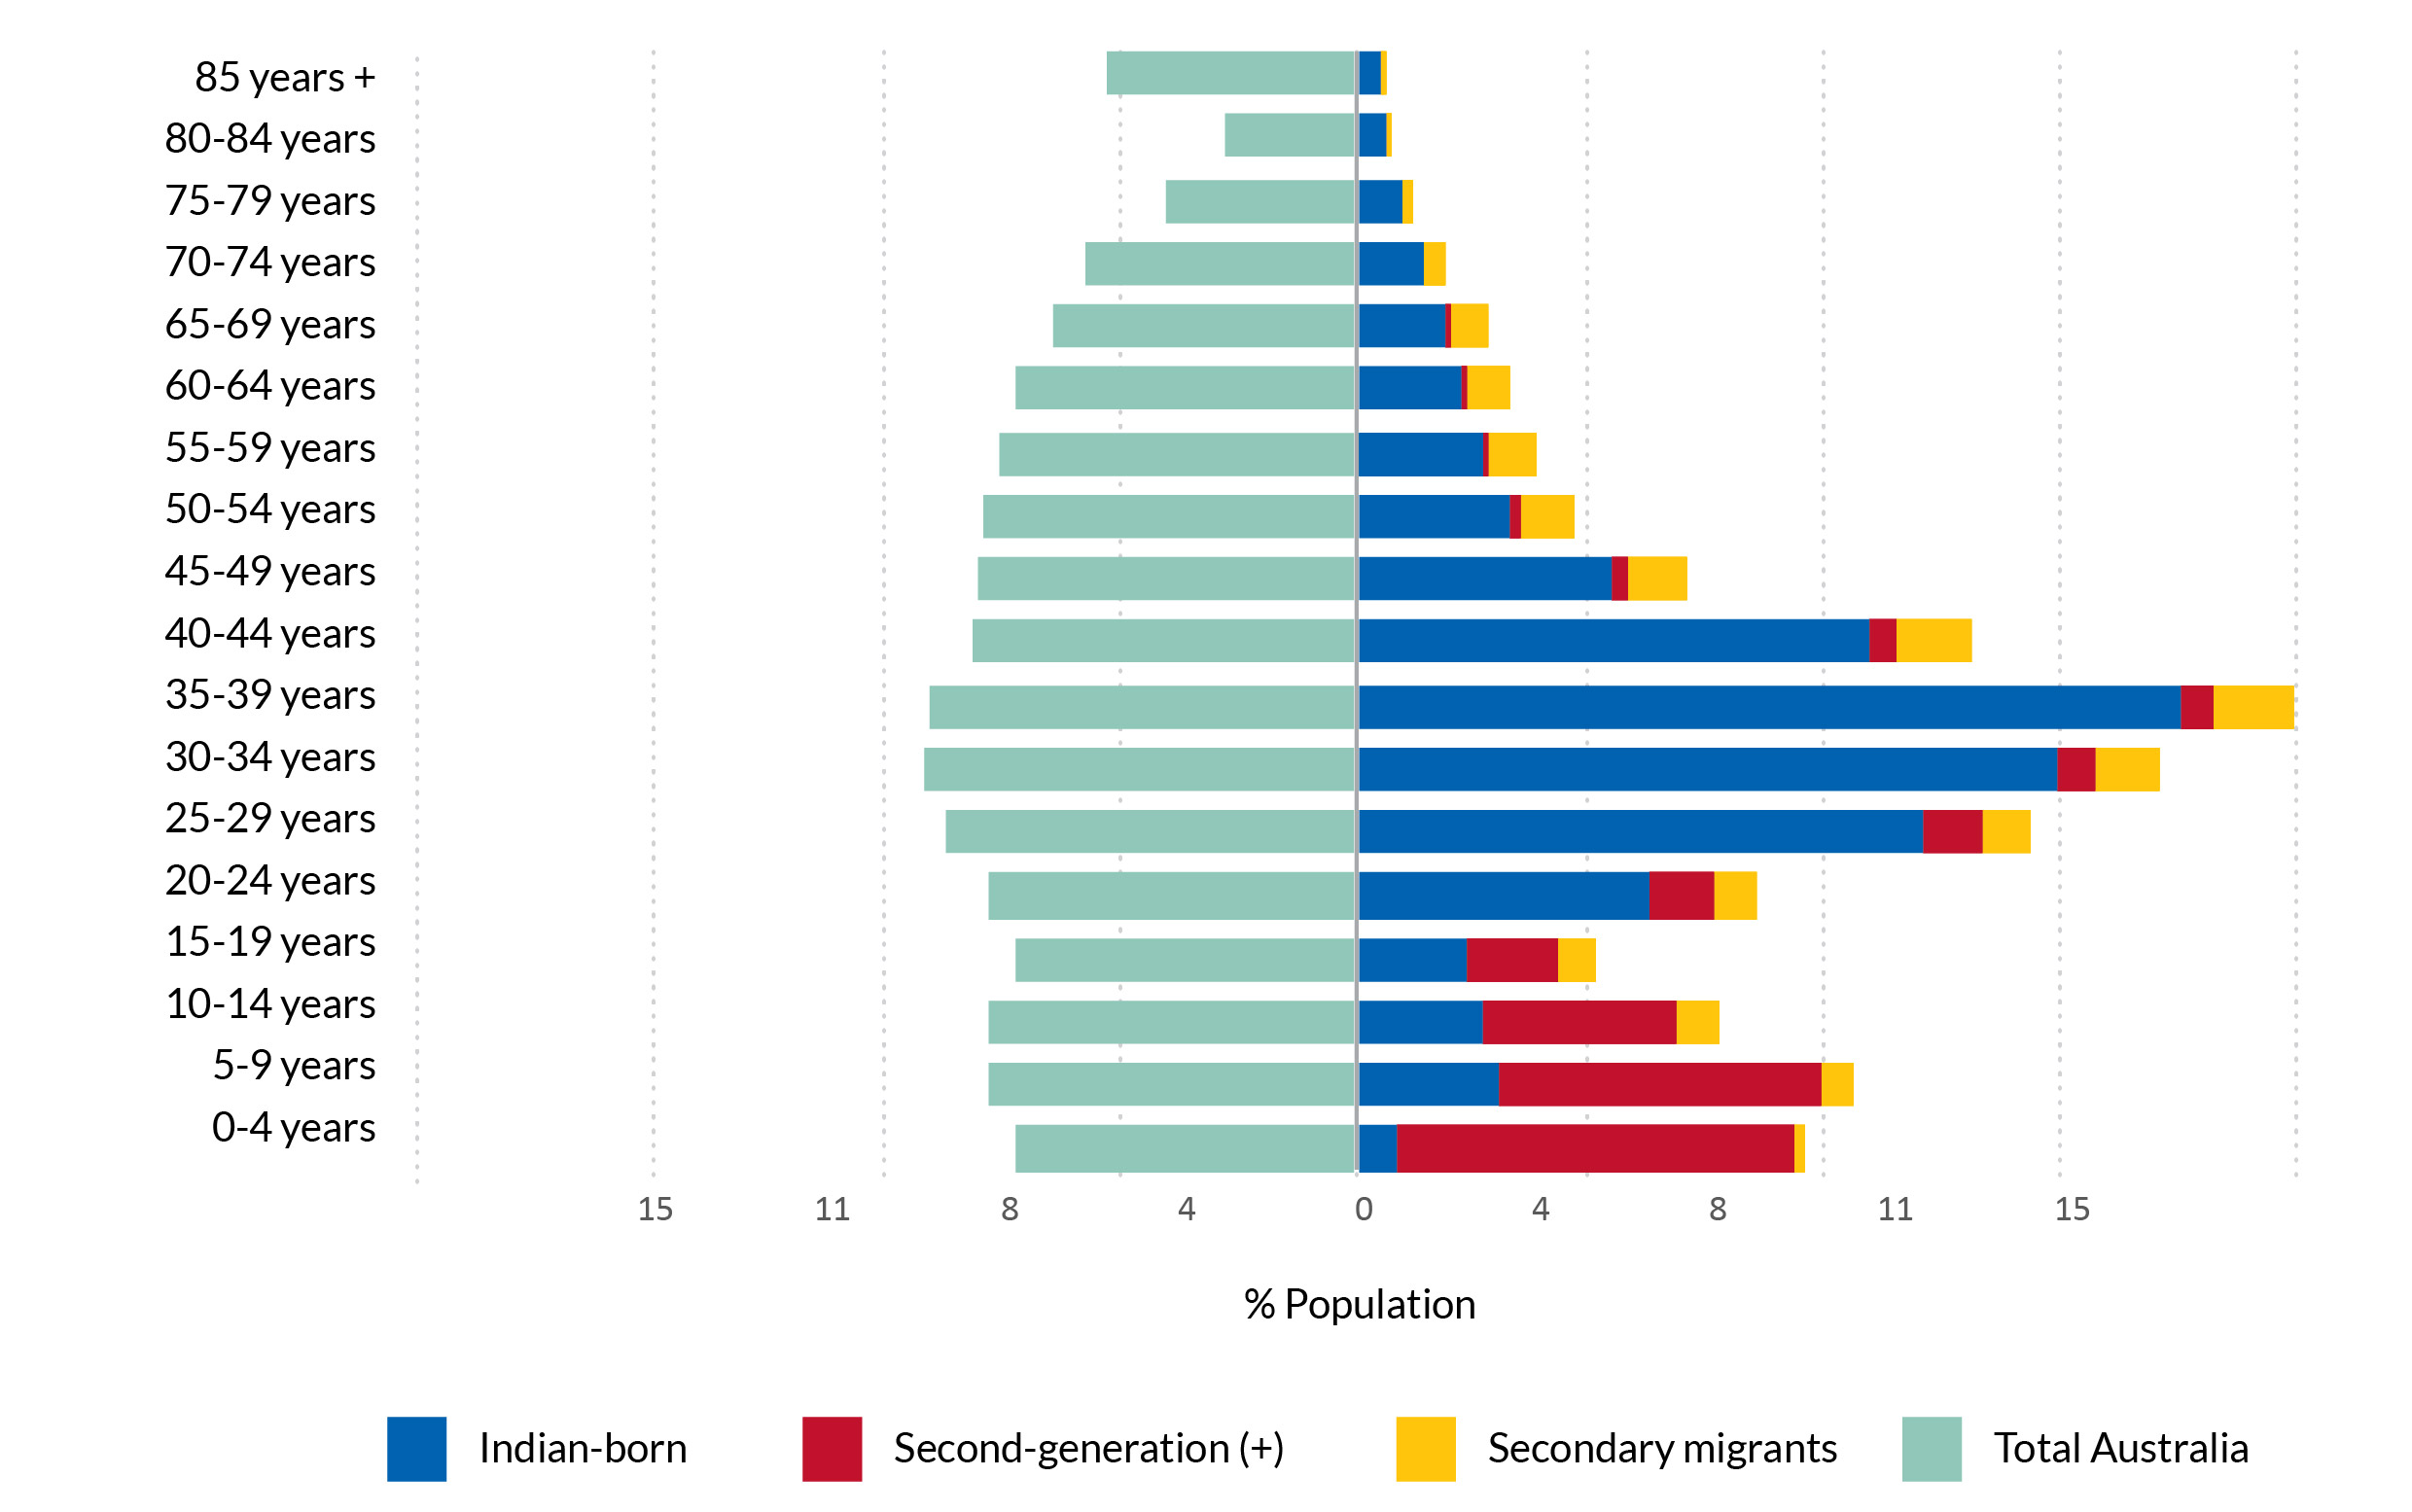 85 years +
80-84 years
75-79 years
70-74 years
65-69 years
60-64 years
55-59 years
50-54 years
45-49 years
40-44 years
35-39 years
30-34 years
25-29 years
20-24 years
15-19 years
10-14 years
5-9 years
0-4 years
15 11 8 4 0 4 8 11 15
% Population
Indian-born Second-generation (+) Secondary migrants Total Australia